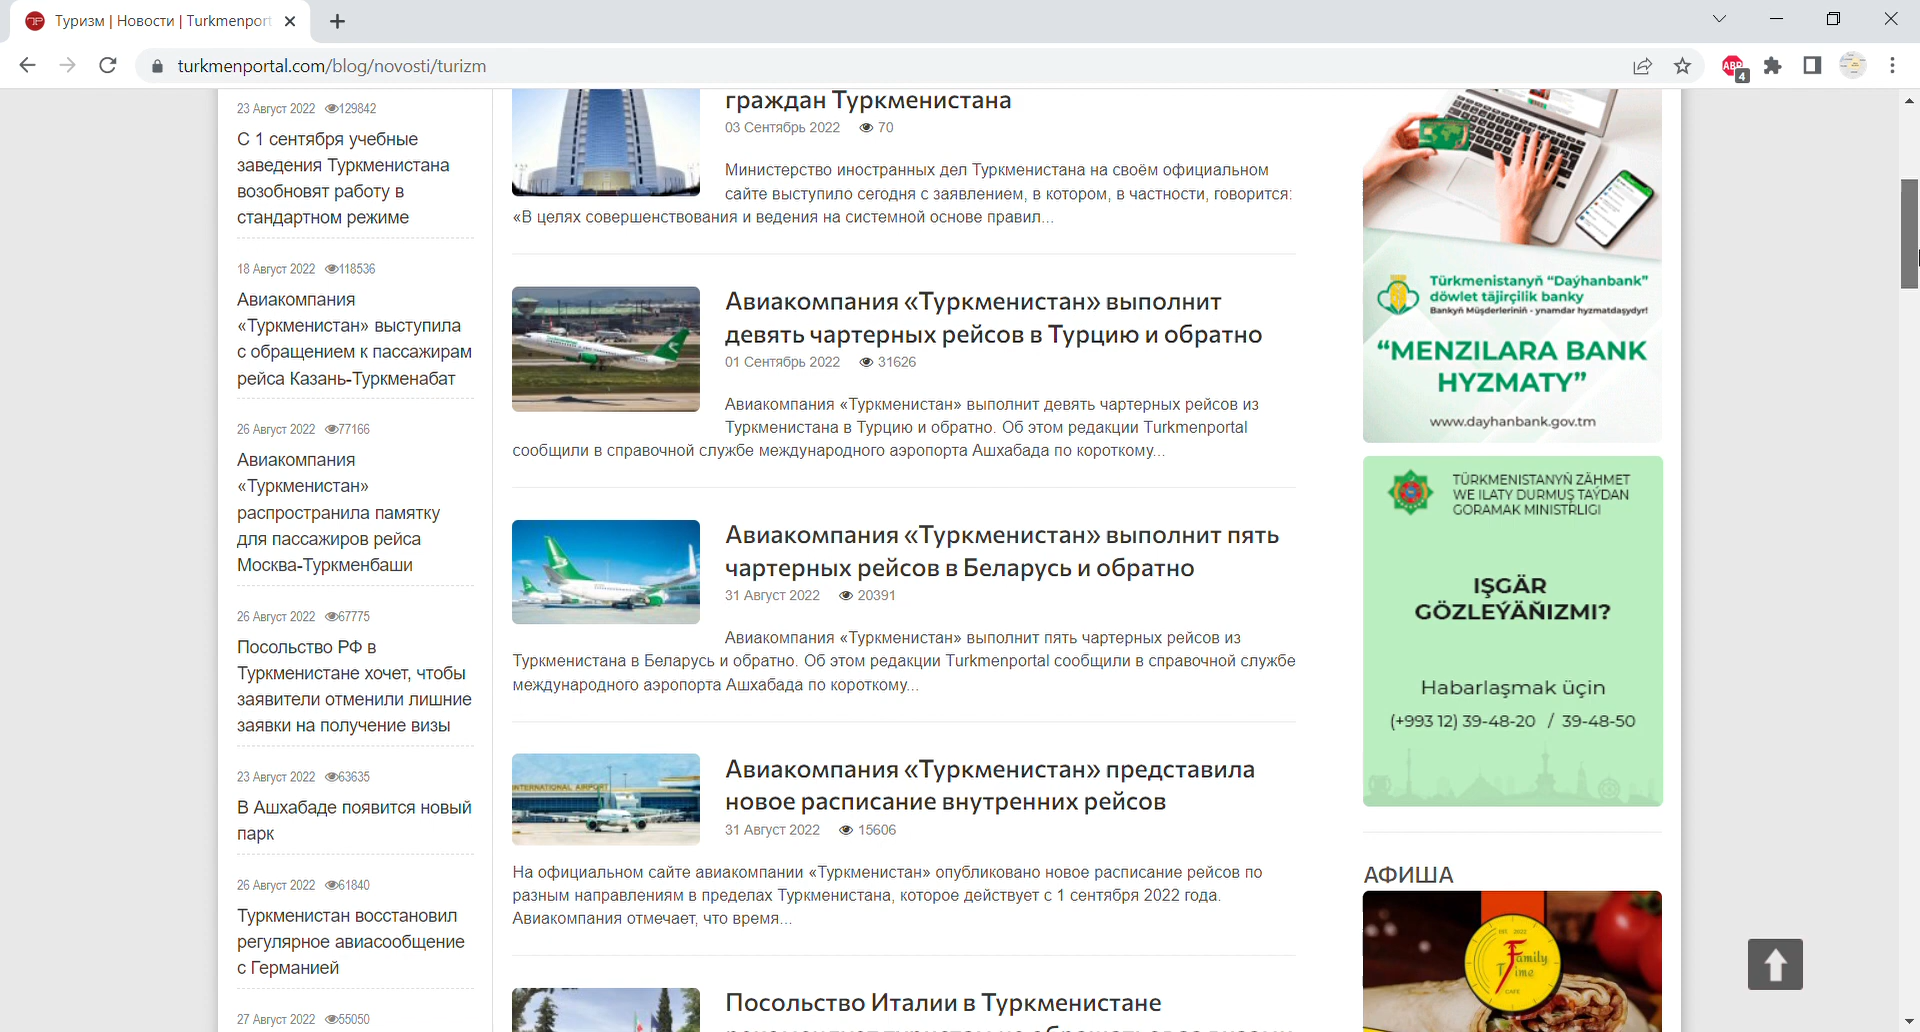 Туризм | Новости | Turkmenport
turkmenportal.com/blog/novosti/turizm
ABP
4
23 Август 2022 129842
С 1 сентября учебные
заведения Туркменистана
возобновят работу в
стандартном режиме
18 Август 2022 118536
Авиакомпания
«Туркменистан» выступила
с обращением к пассажирам
рейса Казань-Туркменабат
26 Август 2022 77166
Авиакомпания
«Туркменистан»
распространила памятку
для пассажиров рейса
Москва-Туркменбаши
26 Август 2022 67775
Посольство РФ в
Туркменистане хочет, чтобы
заявители отменили лишние
заявки на получение визы
23 Август 2022 63635
В Ашхабаде появится новый
парк
26 Август 2022 61840
Туркменистан восстановил
регулярное авиасообщение
с Германией
27 Август 2022 55050
граждан Туркменистана
03 Сентябрь 2022 70
Министерство иностранных дел Туркменистана на своём официальном
сайте выступило сегодня с заявлением, в котором, в частности, говорится:
«В целях совершенствования и ведения на системной основе правил...
Авиакомпания «Туркменистан» выполнит
девять чартерных рейсов в Турцию и обратно
01 Сентябрь 2022 31626
Авиакомпания «Туркменистан» выполнит девять чартерных рейсов из
Туркменистана в Турцию и обратно. Об этом редакции Turkmenportal
сообщили в справочной службе международного аэропорта Ашхабада по короткому...
Авиакомпания «Туркменистан» выполнит пять
чартерных рейсов в Беларусь и обратно
31 Август 2022 20391
Авиакомпания «Туркменистан» выполнит пять чартерных рейсов из
Туркменистана в Беларусь и обратно. Об этом редакции Turkmenportal сообщили в справочной службе
международного аэропорта Ашхабада по короткому...
INTERNATIONAL AIRPORT
Авиакомпания «Туркменистан» представила
новое расписание внутренних рейсов
31 Август 2022 15606
На официальном сайте авиакомпании «Туркменистан» опубликовано новое расписание рейсов по
разным направлениям в пределах Туркменистана, которое действует с 1 сентября 2022 года.
Авиакомпания отмечает, что время...
Посольство Италии в Туркменистане
Türkmenistanyň “Daýhanbank”
döwlet täjirçilik banky
Bankyň Müşderileriniň - ynamdar hyzmatdaşydyr!
“MENZILARA BANK
HYZMATY”
www.dayhanbank.gov.tm
TÜRKMENISTANYŇ ZÄHMET
WE ILATY DURMUŞ TAÝDAN
GORAMAK MINISTRLIGI
IŞGÄR
GÖZLEÝÄŇIZMI?
Habarlaşmak üçin
(+993 12) 39-48-20 / 39-48-50
АФИША
EST. 2022
Family
Time
CAFE